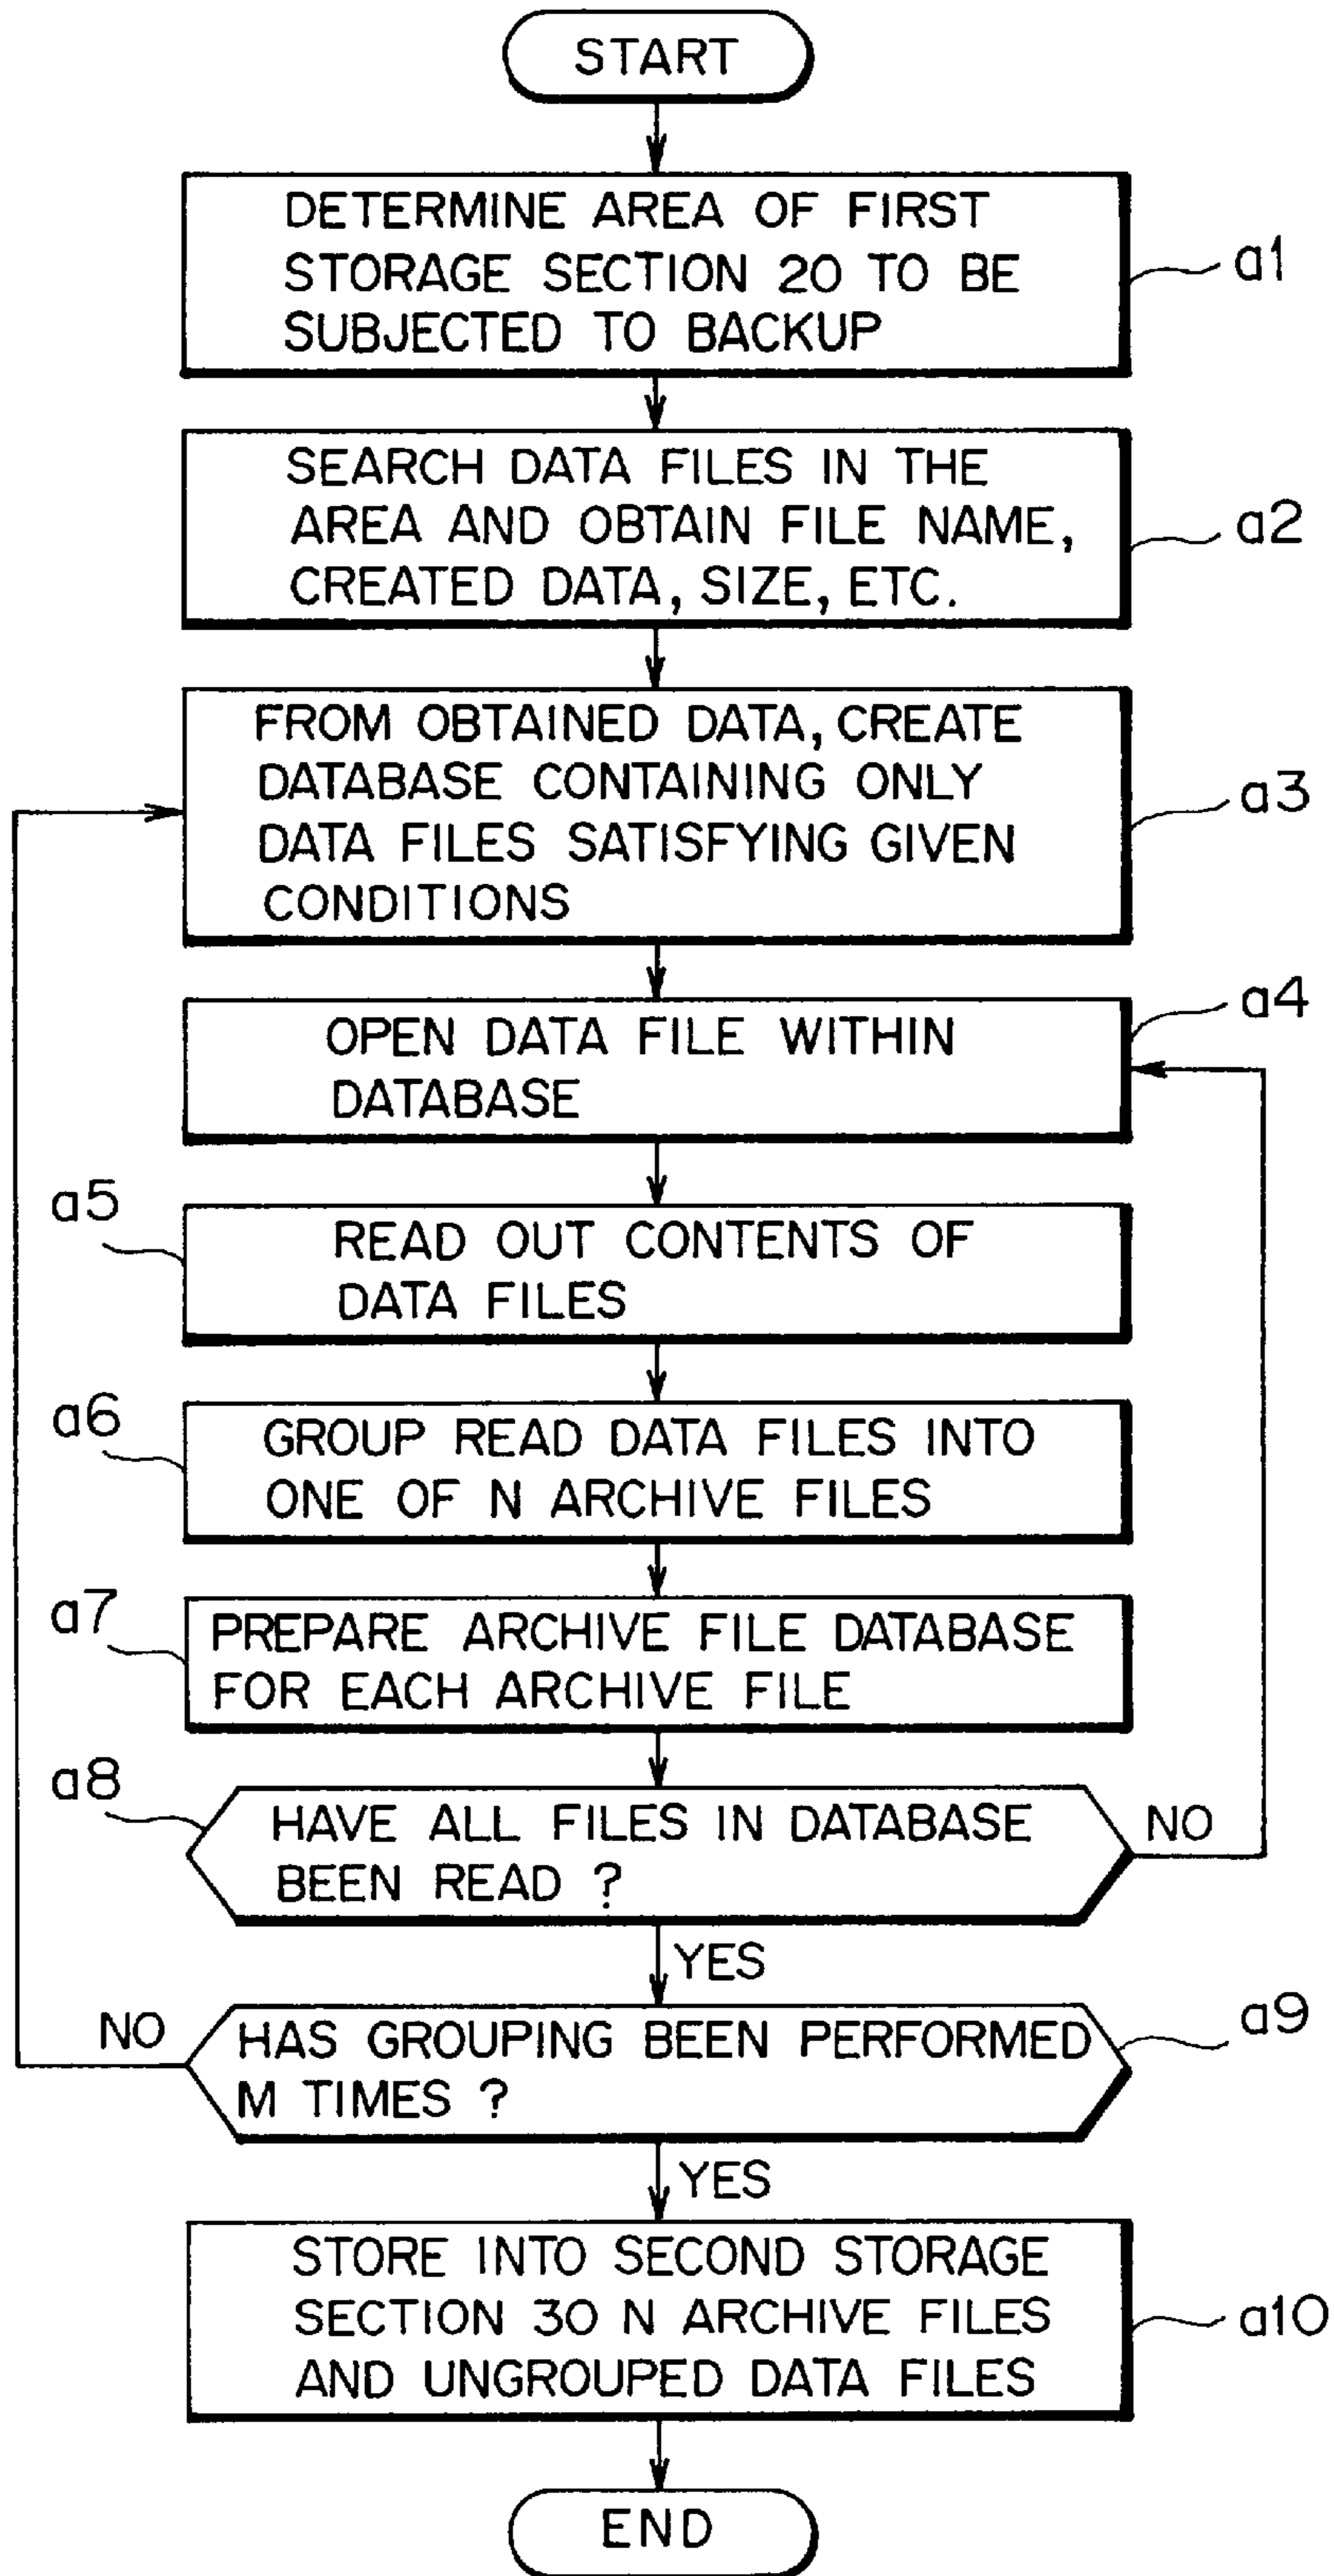 START
DETERMINE AREA OF FIRST
STORAGE SECTION 20 TO BE
SUBJECTED TO BACKUP
a1
SEARCH DATA FILES IN THE
AREA AND OBTAIN FILE NAME,
CREATED DATA, SIZE, ETC.
a2
FROM OBTAINED DATA, CREATE
DATABASE CONTAINING ONLY
DATA FILES SATISFYING GIVEN
CONDITIONS
a3
OPEN DATA FILE WITHIN
DATABASE
a4
a5
READ OUT CONTENTS OF
DATA FILES
a6
GROUP READ DATA FILES INTO
ONE OF N ARCHIVE FILES
a7
PREPARE ARCHIVE FILE DATABASE
FOR EACH ARCHIVE FILE
a8
HAVE ALL FILES IN DATABASE
BEEN READ ?
NO
YES
NO
HAS GROUPING BEEN PERFORMED
M TIMES ?
a9
YES
STORE INTO SECOND STORAGE
SECTION 30 N ARCHIVE FILES
AND UNGROUPED DATA FILES
a10
END